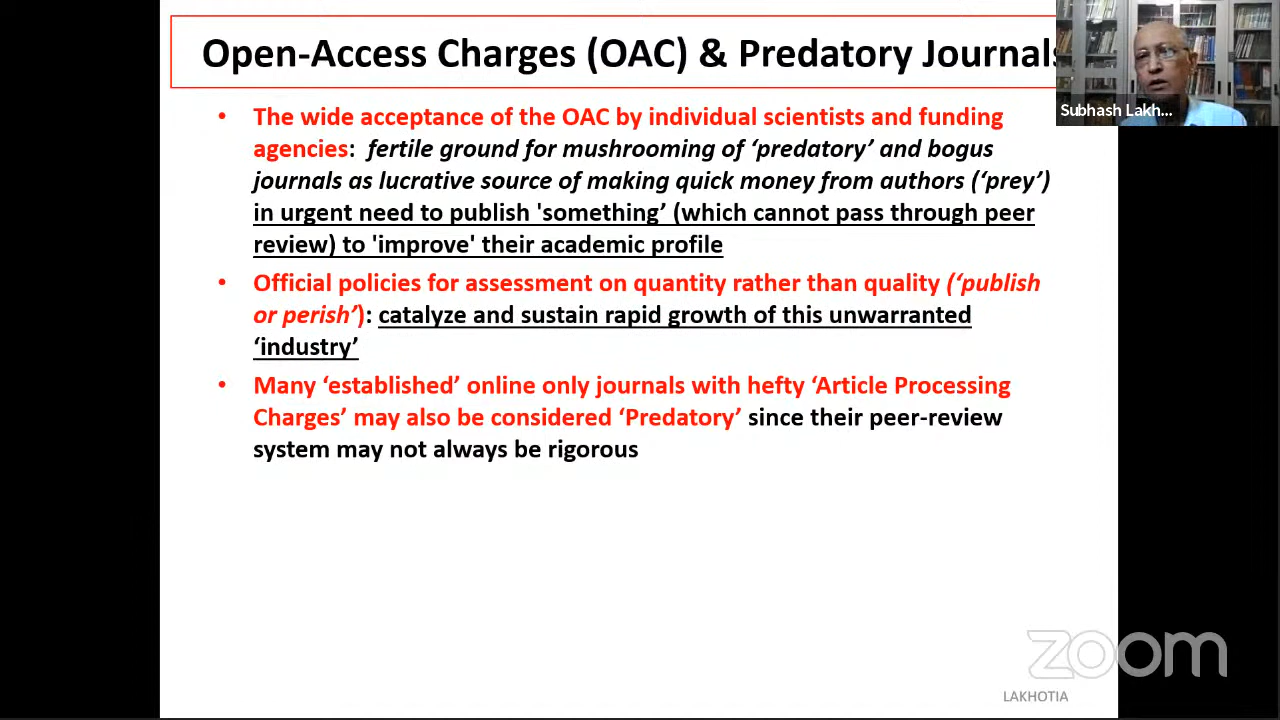 Open-Access Charges (OAC) & Predatory Journals
Subhash Lakh...
• The wide acceptance of the OAC by individual scientists and funding
agencies: fertile ground for mushrooming of ‘predatory’ and bogus
journals as lucrative source of making quick money from authors (‘prey’)
in urgent need to publish 'something’ (which cannot pass through peer
review) to 'improve' their academic profile
• Official policies for assessment on quantity rather than quality (‘publish
or perish’): catalyze and sustain rapid growth of this unwarranted
‘industry’
• Many ‘established’ online only journals with hefty ‘Article Processing
Charges’ may also be considered ‘Predatory’ since their peer-review
system may not always be rigorous
zoom
LAKHOTIA